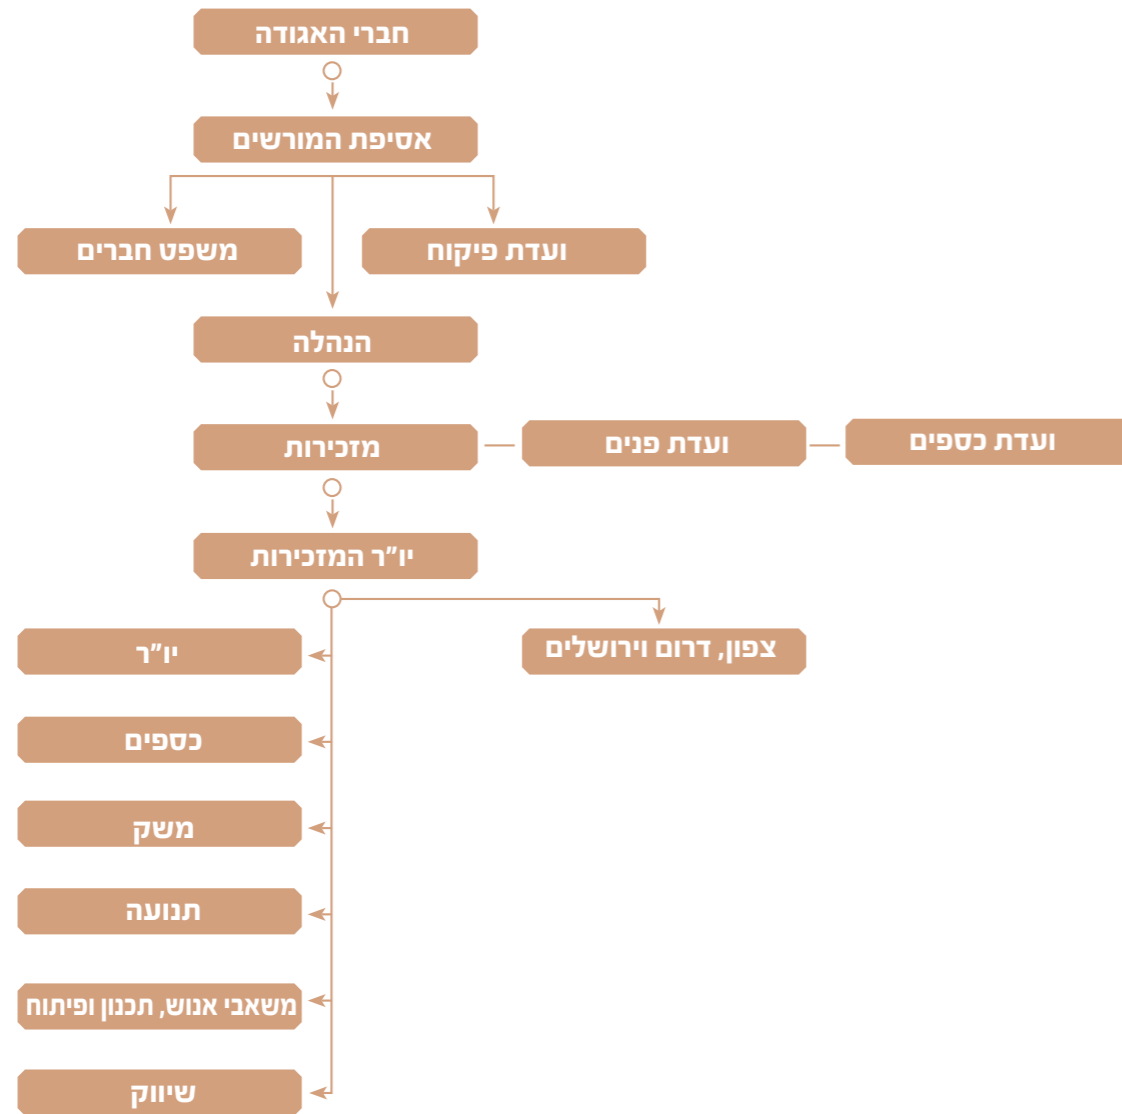 חברי האגודה
אסיפת המורשים
ועדת פיקוח
משפט חברים
הנהלה
מזכירות
ועדת פנים
ועדת כספים
יו"ר המזכירות
צפון, דרום וירושלים
יו"ר
כספים
משק
תנועה
משאבי אנוש, תכנון ופיתוח
שיווק